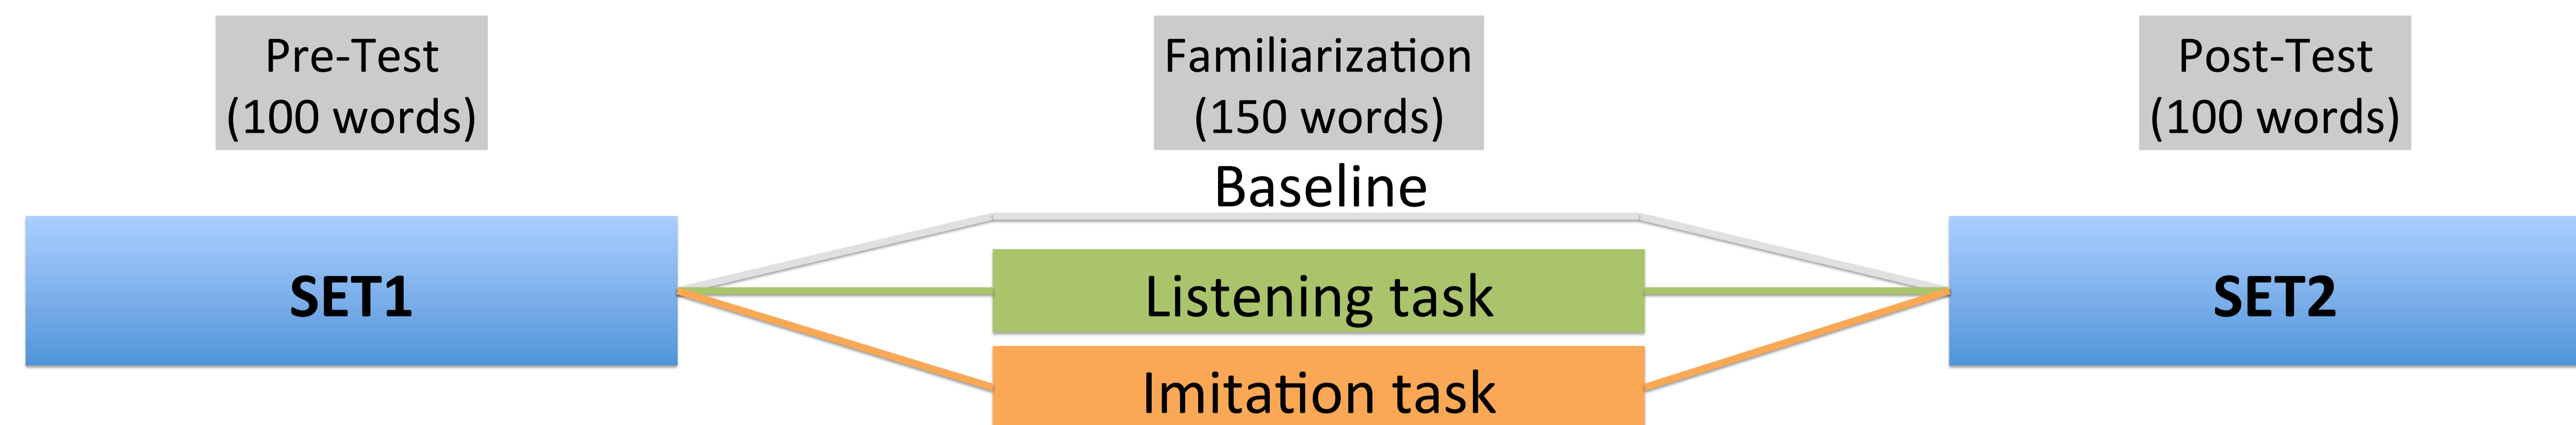 Pre-Test
(100 words)
Familiarization
(150 words)
Post-Test
(100 words)
Baseline
SET1
Listening task
SET2
Imitation task